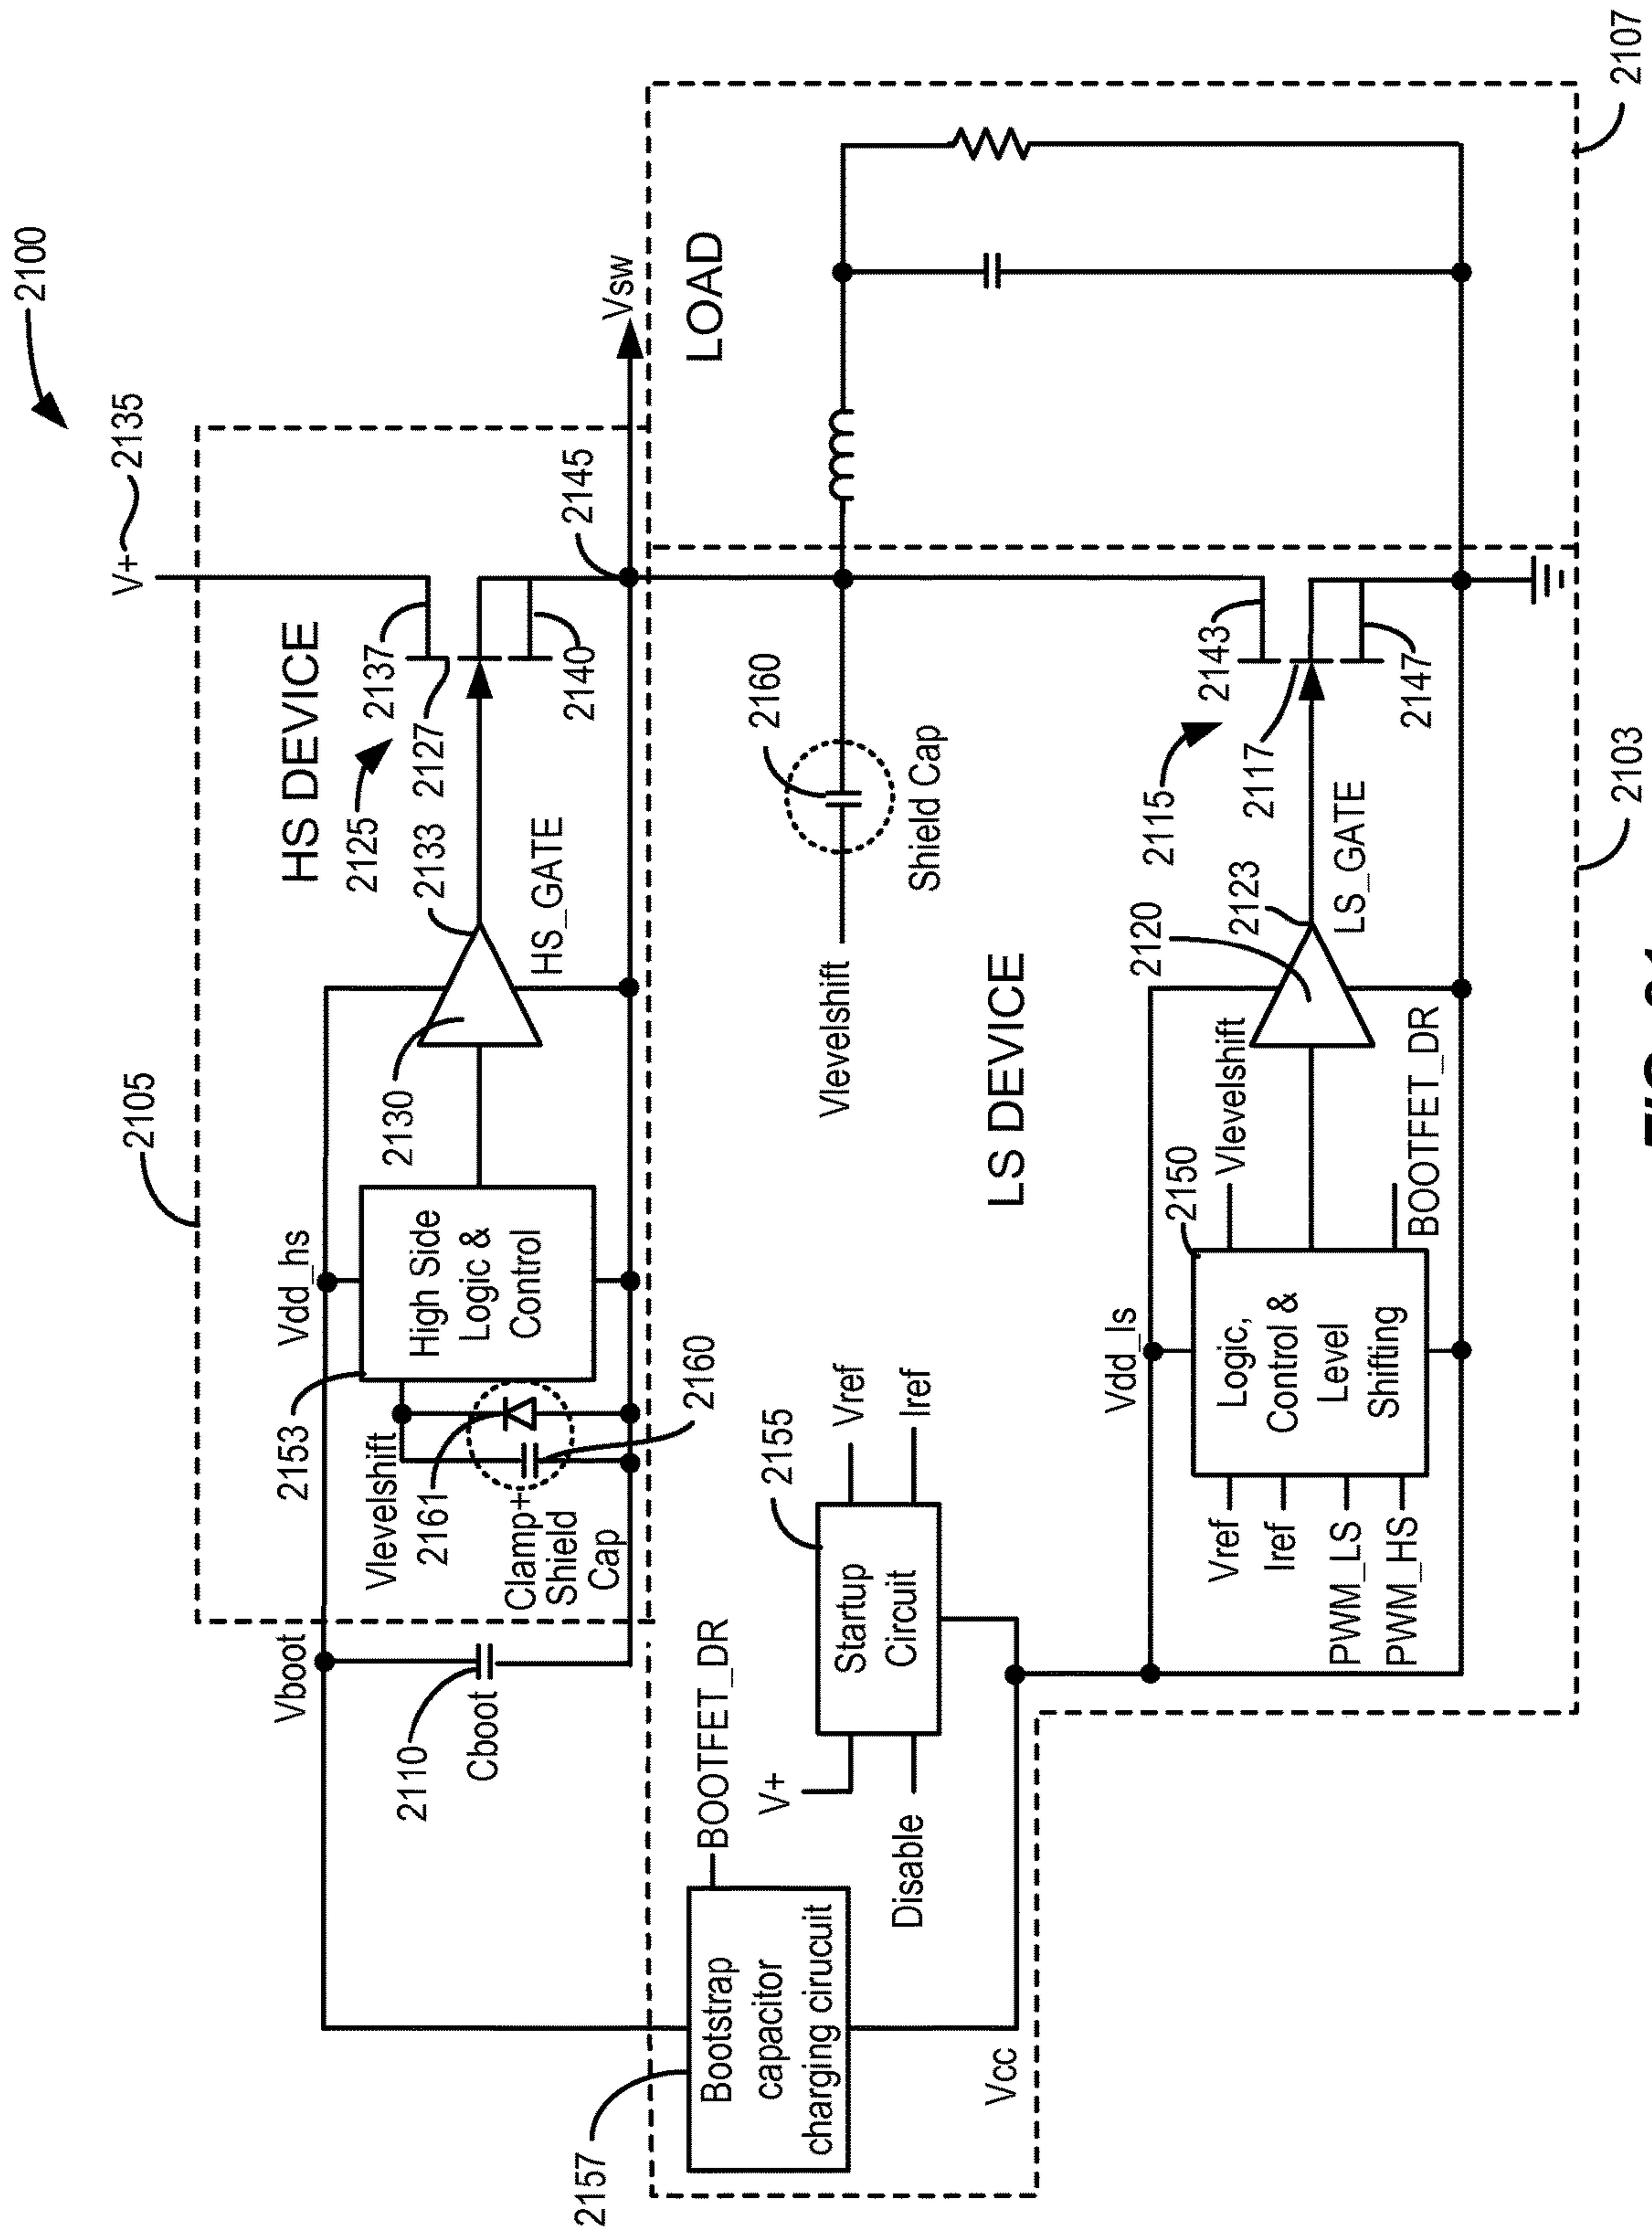 2100
V+
2135
2105
HS DEVICE
2137
2125
2127
2133
2130
HS_GATE
2140
2145
Vsw
Vdd_hs
High Side
Logic &
Control
2153
Vlevelshift
2161
Clamp+
Shield
Cap
2160
Vboot
2110
Cboot
2157
Bootstrap
capacitor
charging cirucuit
BOOTFET_DR
Vcc
V+
Disable
Startup
Circuit
2155
Vref
Iref
LS DEVICE
Vlevelshift
2160
Shield Cap
LOAD
2107
2143
2115
2117
2147
2123
2120
LS_GATE
Vdd_ls
2150
Vlevelshift
Logic,
Control &
Level
Shifting
BOOTFET_DR
Vref
Iref
PWM_LS
PWM_HS
2103